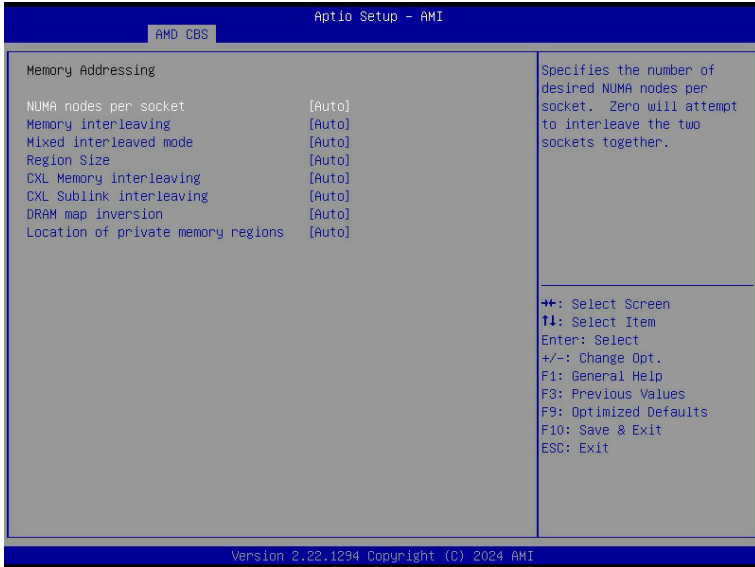 Aptio Setup – AMI
AMD CBS
Memory Addressing
NUMA nodes per socket [Auto]
Memory interleaving [Auto]
Mixed interleaved mode [Auto]
Region Size [Auto]
CXL Memory interleaving [Auto]
CXL Sublink interleaving [Auto]
DRAM map inversion [Auto]
Location of private memory regions [Auto]
Specifies the number of
desired NUMA nodes per
socket.  Zero will attempt
to interleave the two
sockets together.
→←: Select Screen
↑↓: Select Item
Enter: Select
+/-: Change Opt.
F1: General Help
F3: Previous Values
F9: Optimized Defaults
F10: Save & Exit
ESC: Exit
Version 2.22.1294 Copyright (C) 2024 AMI